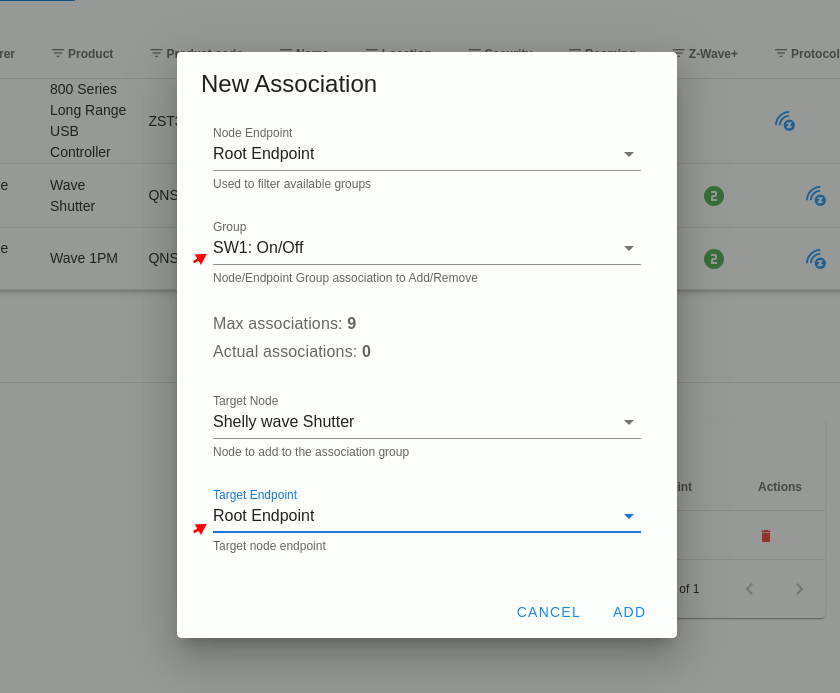 rer Product Product code Name Location Security Beaming Z-Wave+ Protocol
800 Series
Long Range
USB
Controller
ZST3
e
Wave
Shutter
QNS
2
e
Wave 1PM
QNS
2
New Association
Node Endpoint
Root Endpoint
Used to filter available groups
Group
SW1: On/Off
Node/Endpoint Group association to Add/Remove
Max associations: 9
Actual associations: 0
Target Node
Shelly wave Shutter
Node to add to the association group
Target Endpoint
Root Endpoint
Target node endpoint
int Actions
of 1
CANCEL ADD